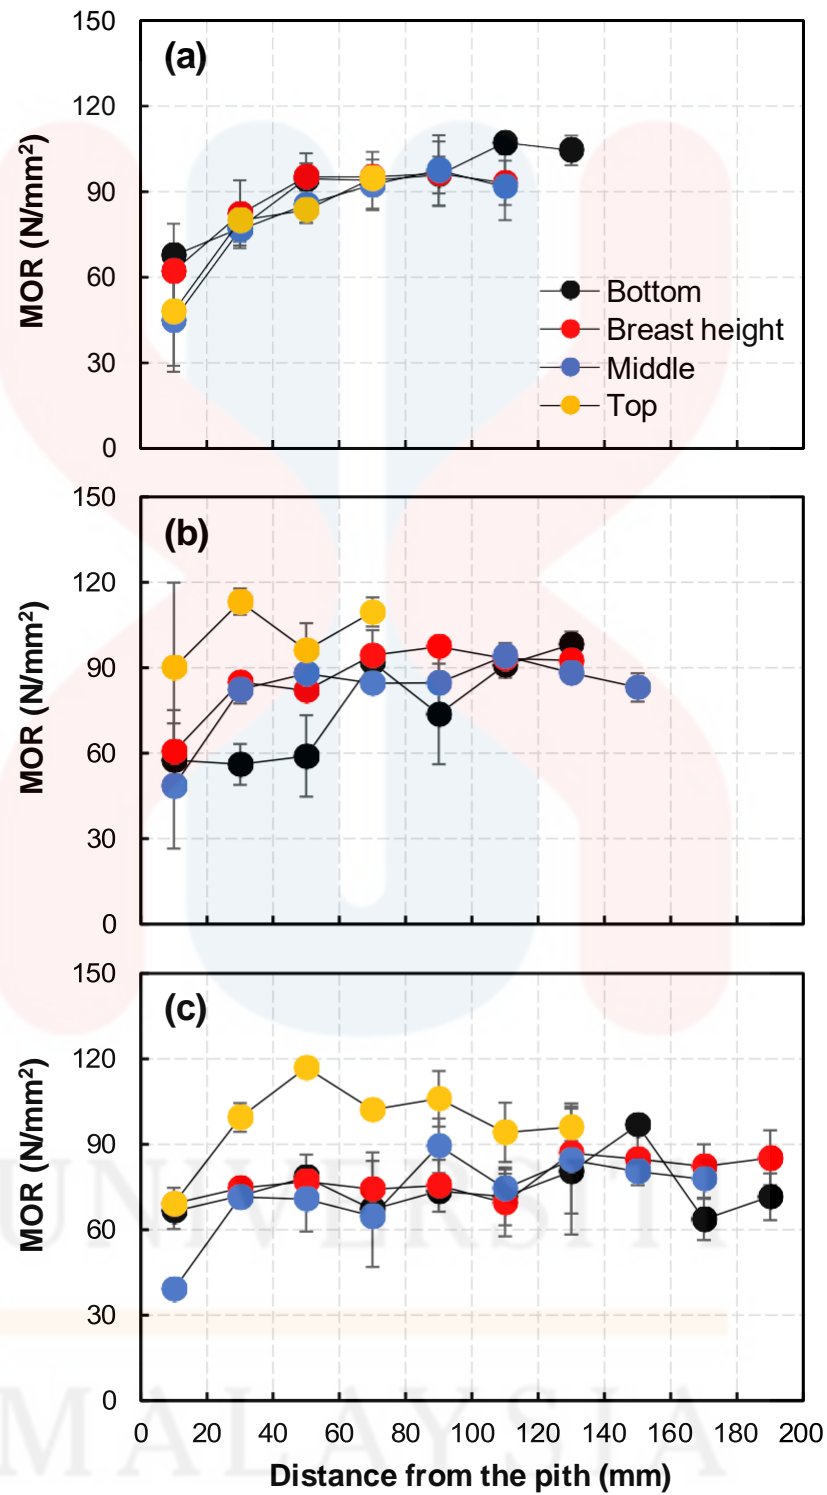 (a)
150
120
90
60
30
0
MOR (N/mm²)
Bottom
Breast height
Middle
Top
(b)
150
120
90
60
30
0
MOR (N/mm²)
(c)
150
120
90
60
30
0
MOR (N/mm²)
UNIVERSITI
MALAYSIA
0 20 40 60 80 100 120 140 160 180 200
Distance from the pith (mm)